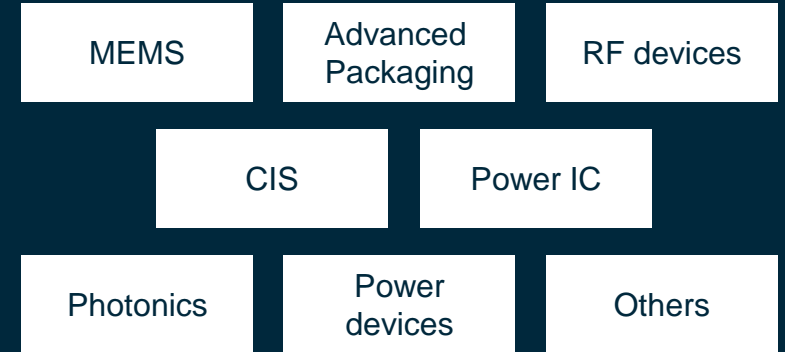 MEMS
Advanced
Packaging
RF devices
CIS
Power IC
Photonics
Power
devices
Others